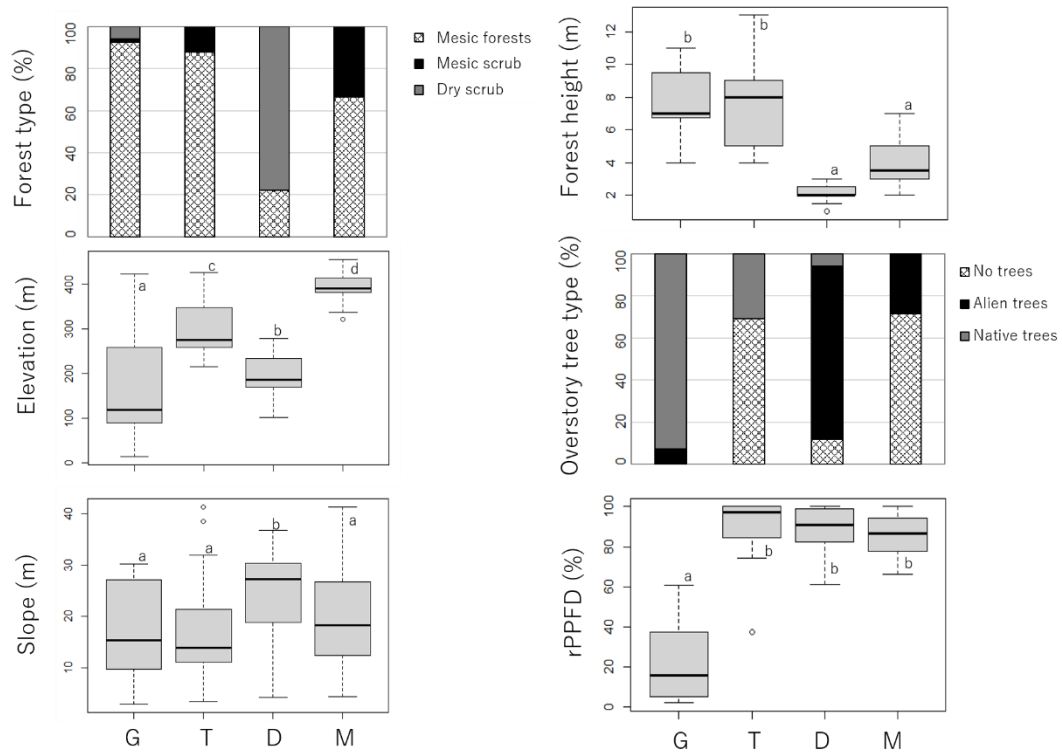 Forest type (%)
100
80
60
40
20
0
Mesic forests
Mesic scrub
Dry scrub
Forest height (m)
12
10
8
6
4
2
b
b
a
a
Elevation (m)
400
300
200
100
0
a
c
b
d
Overstory tree type (%)
100
80
60
40
20
0
No trees
Alien trees
Native trees
Slope (m)
40
30
20
10
a
a
b
a
G T D M
rPPFD (%)
100
80
60
40
20
0
a
b
b
b
G T D M